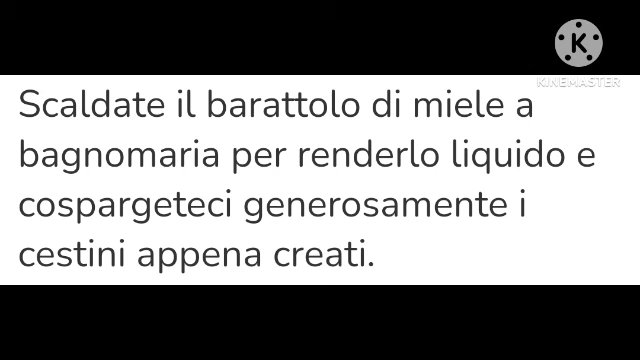 K
KINEMASTER
Scaldate il barattolo di miele a
bagnomaria per renderlo liquido e
cospargeteci generosamente i
cestini appena creati.